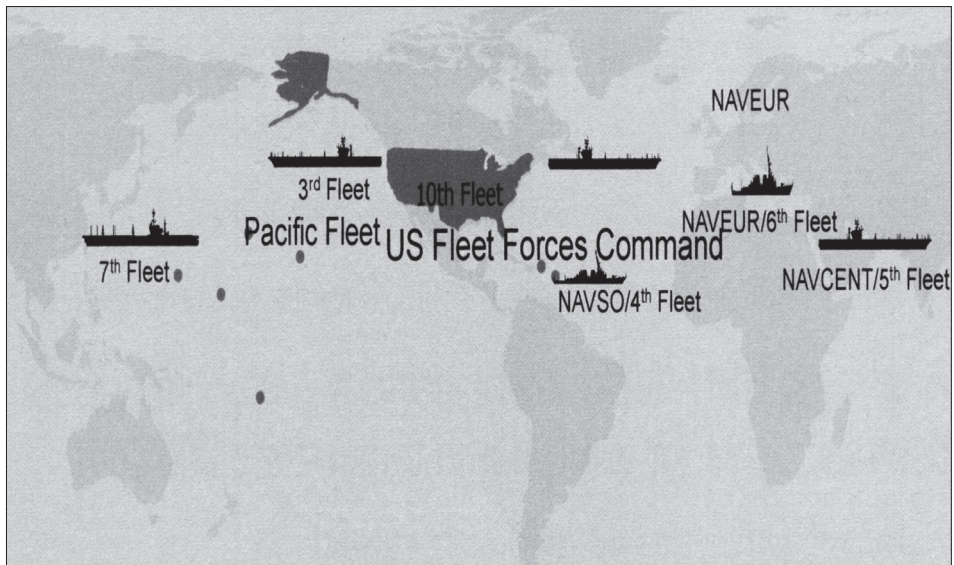 NAVEUR
3rd Fleet
10th Fleet
NAVEUR/6th Fleet
Pacific Fleet
US Fleet Forces Command
7th Fleet
NAVCENT/5th Fleet
NAVSO/4th Fleet